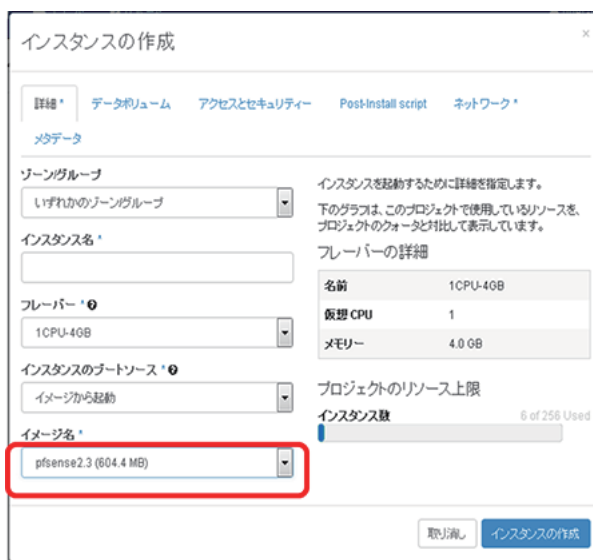 インスタンスの作成
×
詳細 *
データボリューム
アクセスとセキュリティー
Post-Install script
ネットワーク *
メタデータ
ゾーン/グループ
いずれかのゾーン/グループ
インスタンス名 *
フレーバー *
1CPU-4GB
インスタンスのブートソース *
イメージから起動
イメージ名 *
pfsense2.3 (604.4 MB)
インスタンスを起動するために詳細を指定します。
下のグラフは、このプロジェクトで使用しているリソースを、
プロジェクトのクォータと対比して表示しています。
フレーバーの詳細
名前 1CPU-4GB
仮想 CPU 1
メモリー 4.0 GB
プロジェクトのリソース上限
インスタンス数 6 of 256 Used
取り消し
インスタンスの作成